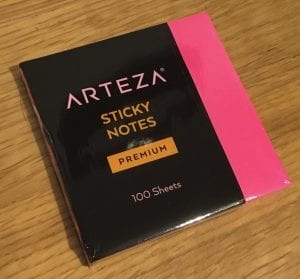 ARTEZA®
STICKY
NOTES
PREMIUM
100 Sheets